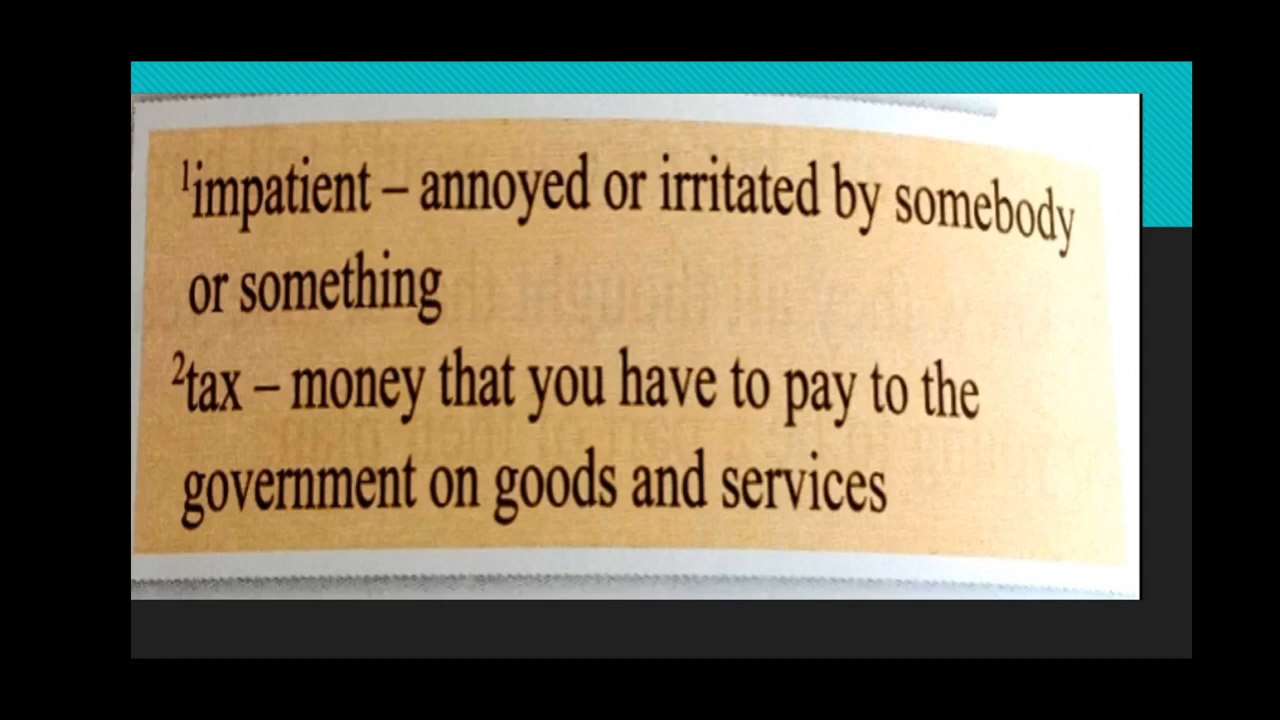 ¹impatient – annoyed or irritated by somebody
or something
²tax – money that you have to pay to the
government on goods and services